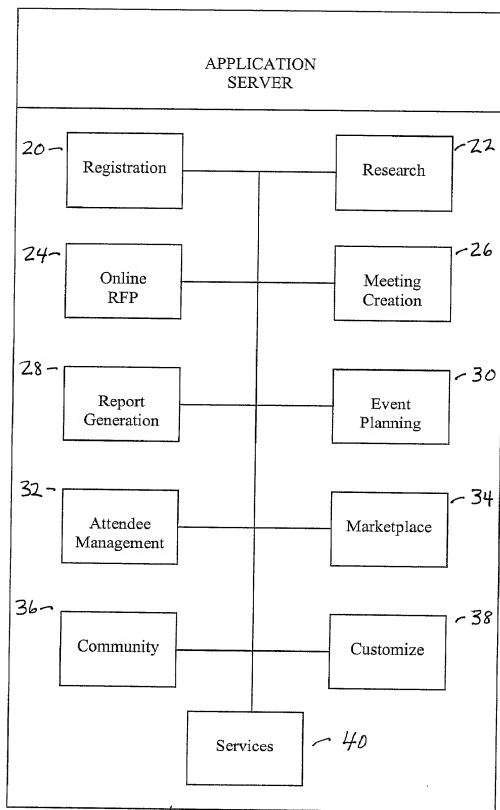 APPLICATION
SERVER
20
Registration
22
Research
24
Online
RFP
26
Meeting
Creation
28
Report
Generation
30
Event
Planning
32
Attendee
Management
34
Marketplace
36
Community
38
Customize
Services
40